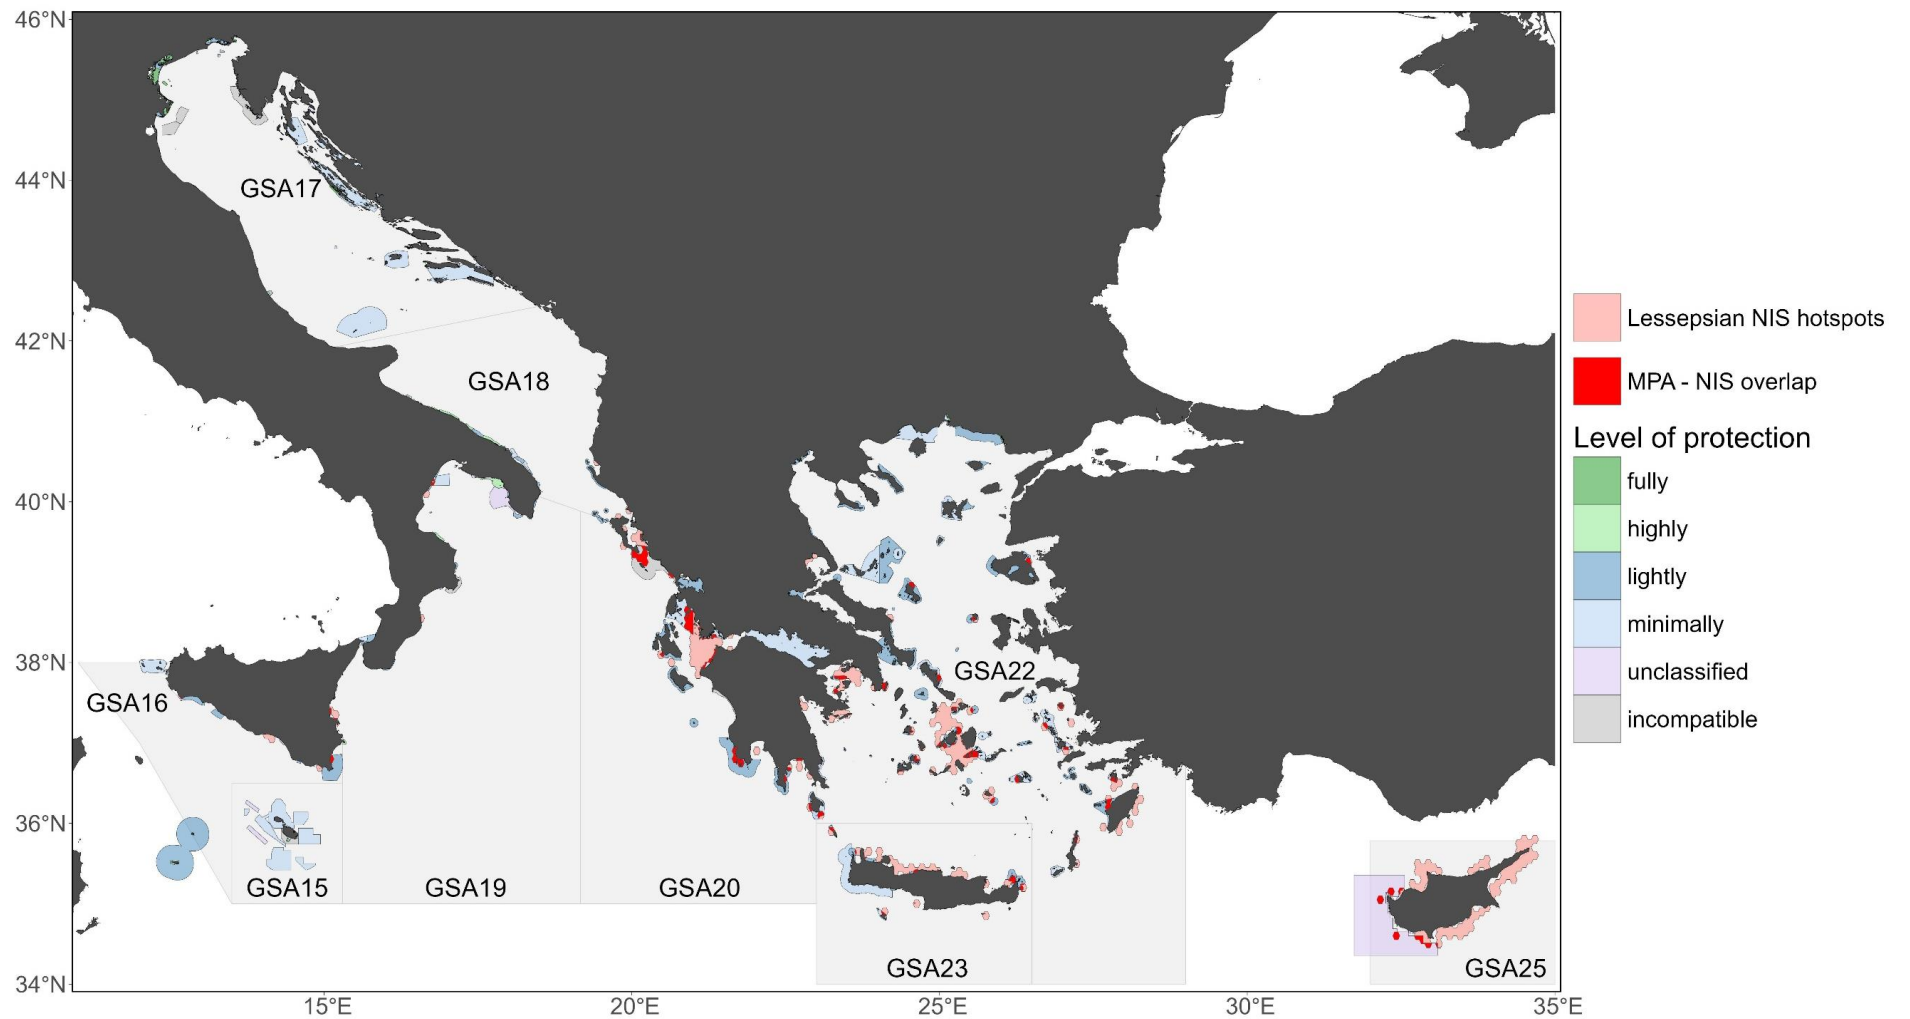 46°N
44°N
42°N
40°N
38°N
36°N
34°N
15°E
20°E
25°E
30°E
35°E
GSA17
GSA18
GSA22
GSA16
GSA15
GSA19
GSA20
GSA23
GSA25
Lessepsian NIS hotspots
MPA - NIS overlap
Level of protection
fully
highly
lightly
minimally
unclassified
incompatible